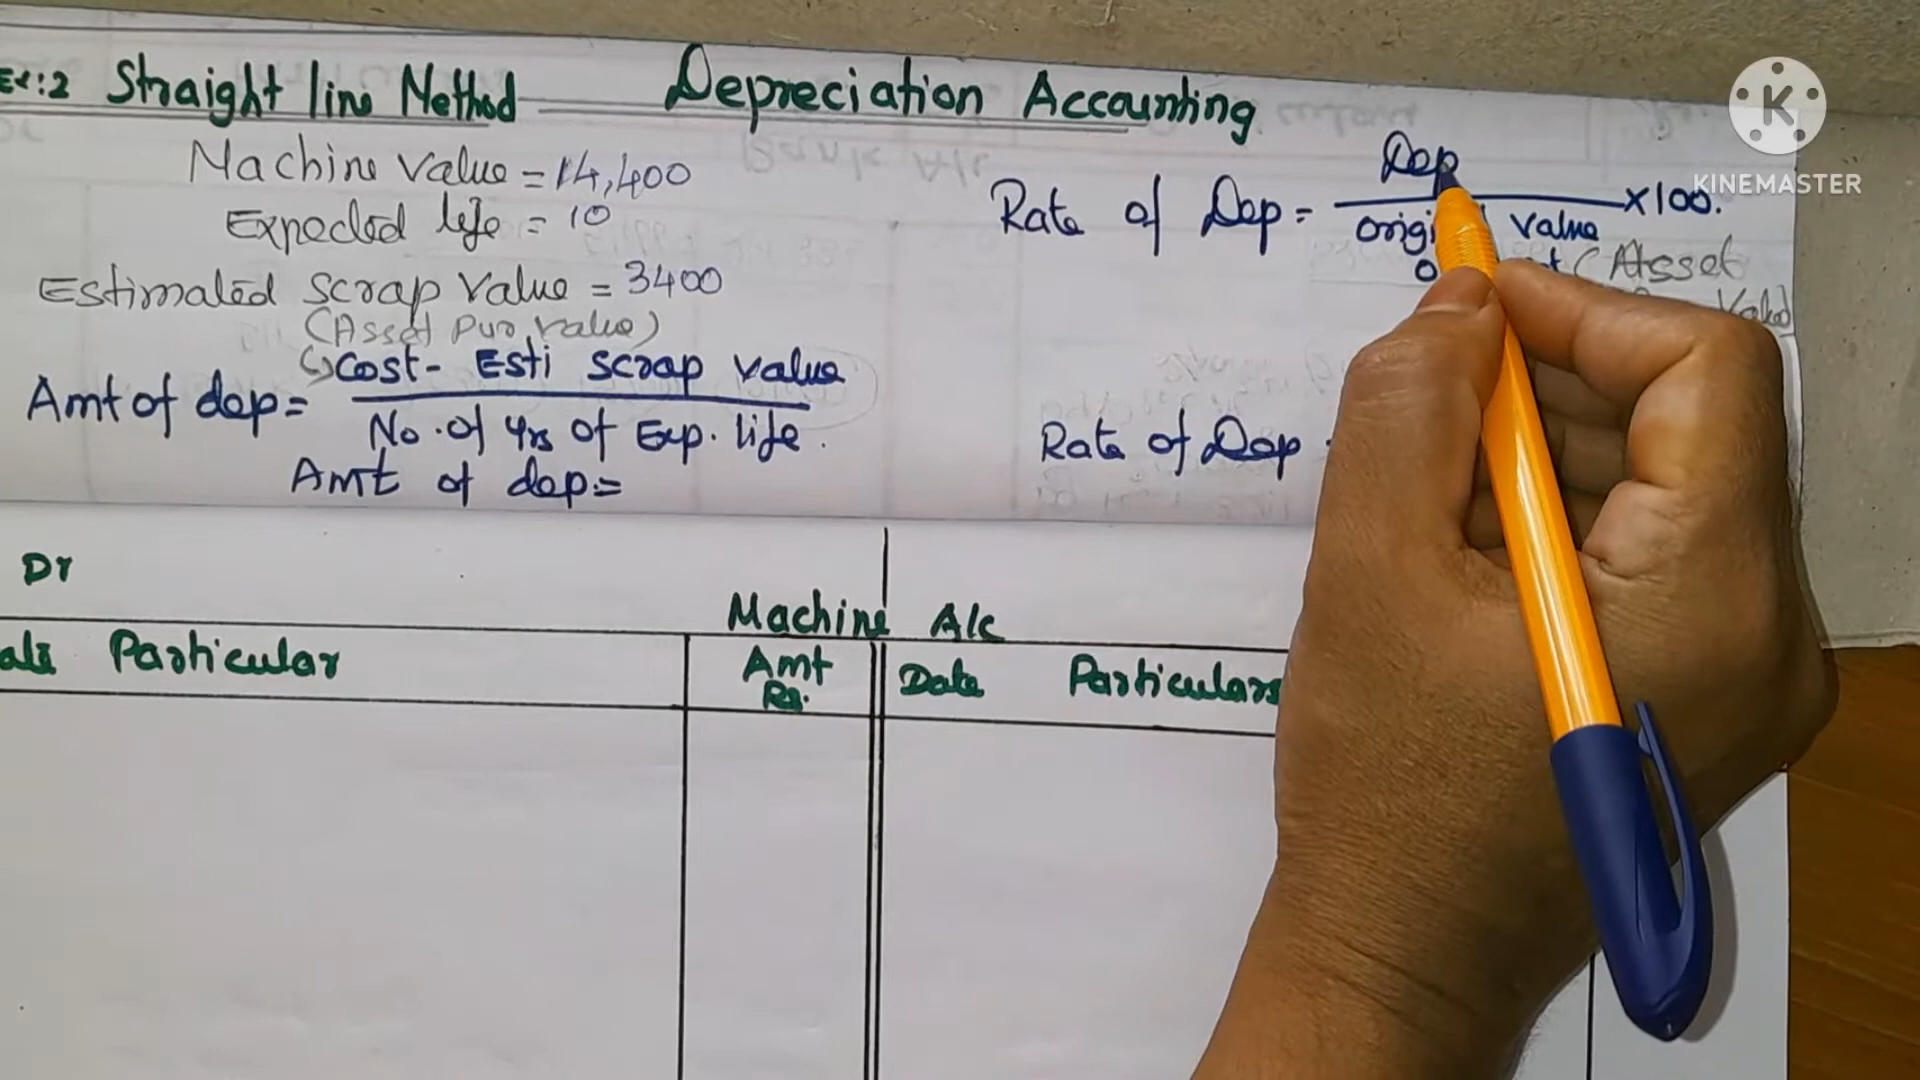 Ex:2 Straight line Method Depreciation Accounting
Machine Value = 14,400
Expected life = 10
Estimated Scrap Value = 3400
(Asset Pur Value)
Amt of dep = Cost - Esti scrap value
No. of Yrs of Exp. life.
Amt of dep =
Rate of Dep = Dep × 100.
Value
(Asset
Value)
Rate of Dep
Dr
Machine A/c
Particular Amt Rs. Date Particulars
K
KINEMASTER